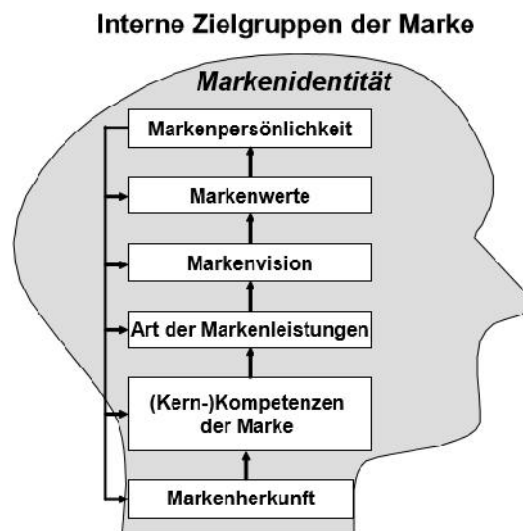 Interne Zielgruppen der Marke
Markenidentität
Markenpersönlichkeit
Markenwerte
Markenvision
Art der Markenleistungen
(Kern-)Kompetenzen
der Marke
Markenherkunft